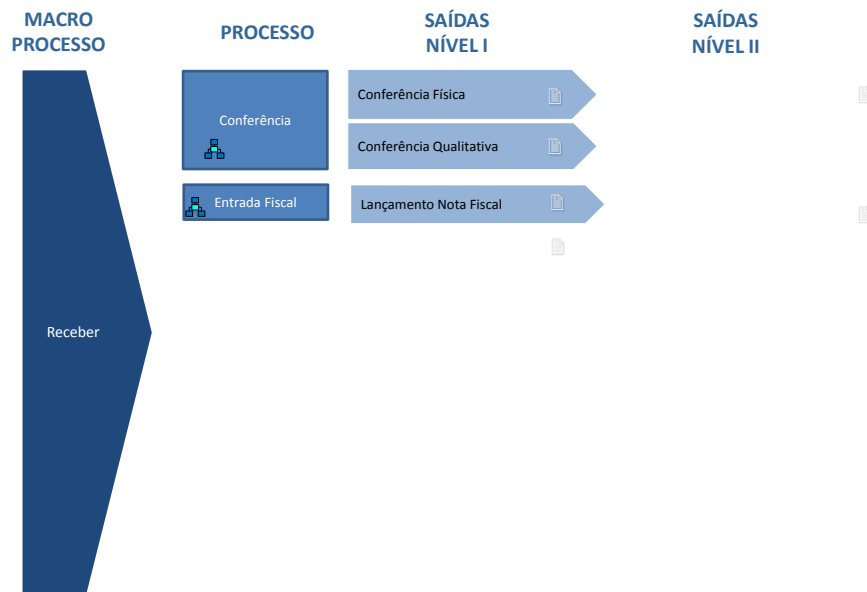 MACRO
PROCESSO
PROCESSO
SAÍDAS
NÍVEL I
SAÍDAS
NÍVEL II
Conferência
Conferência Física
Conferência Qualitativa
Entrada Fiscal
Lançamento Nota Fiscal
Receber